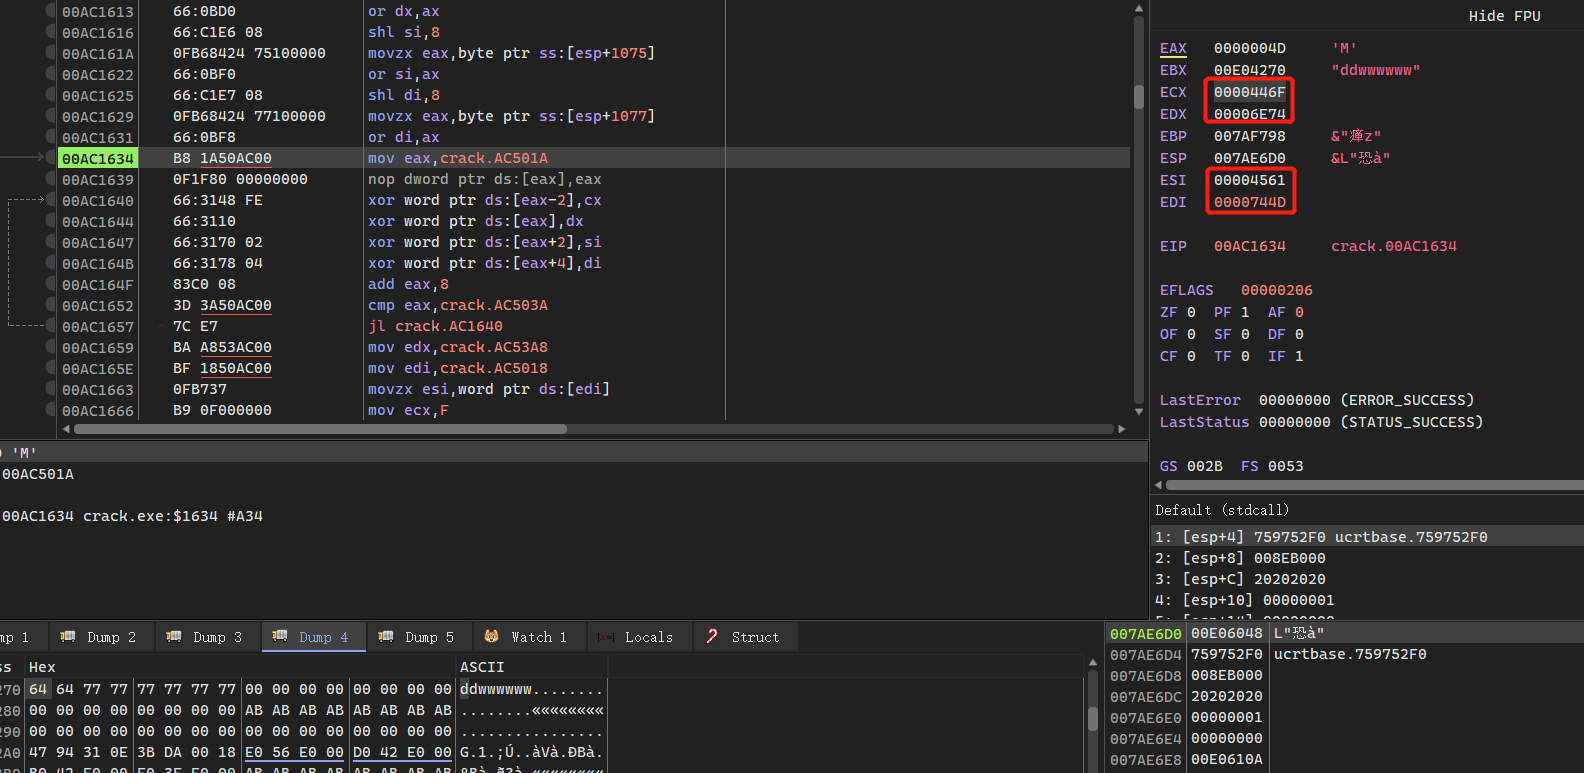 00AC1613 66:0BD0 or dx,ax
00AC1616 66:C1E6 08 shl si,8
00AC161A 0FB68424 75100000 movzx eax,byte ptr ss:[esp+1075]
00AC1622 66:0BF0 or si,ax
00AC1625 66:C1E7 08 shl di,8
00AC1629 0FB68424 77100000 movzx eax,byte ptr ss:[esp+1077]
00AC1631 66:0BF8 or di,ax
00AC1634 B8 1A50AC00 mov eax,crack.AC501A
00AC1639 0F1F80 00000000 nop dword ptr ds:[eax],eax
00AC1640 66:3148 FE xor word ptr ds:[eax-2],cx
00AC1644 66:3110 xor word ptr ds:[eax],dx
00AC1647 66:3170 02 xor word ptr ds:[eax+2],si
00AC164B 66:3178 04 xor word ptr ds:[eax+4],di
00AC164F 83C0 08 add eax,8
00AC1652 3D 3A50AC00 cmp eax,crack.AC503A
00AC1657 7C E7 jl crack.AC1640
00AC1659 BA A853AC00 mov edx,crack.AC53A8
00AC165E BF 1850AC00 mov edi,crack.AC5018
00AC1663 0FB737 movzx esi,word ptr ds:[edi]
00AC1666 B9 0F000000 mov ecx,F
Hide FPU
EAX 0000004D 'M'
EBX 00E04270 "ddwwwwww"
ECX 0000446F
EDX 00006E74
EBP 007AF798
ESP 007AE6D0 &L"恐à"
ESI 00004561
EDI 0000744D
EIP 00AC1634 crack.00AC1634
EFLAGS 00000206
ZF 0 PF 1 AF 0
OF 0 SF 0 DF 0
CF 0 TF 0 IF 1
LastError 00000000 (ERROR_SUCCESS)
LastStatus 00000000 (STATUS_SUCCESS)
GS 002B FS 0053
'M'
00AC501A
00AC1634 crack.exe:$1634 #A34
Default (stdcall)
1: [esp+4] 759752F0 ucrtbase.759752F0
2: [esp+8] 008EB000
3: [esp+C] 20202020
4: [esp+10] 00000001
mp 1 Dump 2 Dump 3 Dump 4 Dump 5 Watch 1 Locals Struct
ss Hex ASCII
270 64 64 77 77 77 77 77 77 00 00 00 00 00 00 00 00 ddwwwwww........
280 00 00 00 00 00 00 00 00 AB AB AB AB AB AB AB AB ........««««««««
290 00 00 00 00 00 00 00 00 00 00 00 00 00 00 00 00 ................
2A0 47 94 31 0E 3B DA 00 18 E0 56 E0 00 D0 42 E0 00 G.1.;Ú..àVà.ÐBà.
007AE6D0 00E06048 L"恐à"
007AE6D4 759752F0 ucrtbase.759752F0
007AE6D8 008EB000
007AE6DC 20202020
007AE6E0 00000001
007AE6E4 00000000
007AE6E8 00E0610A